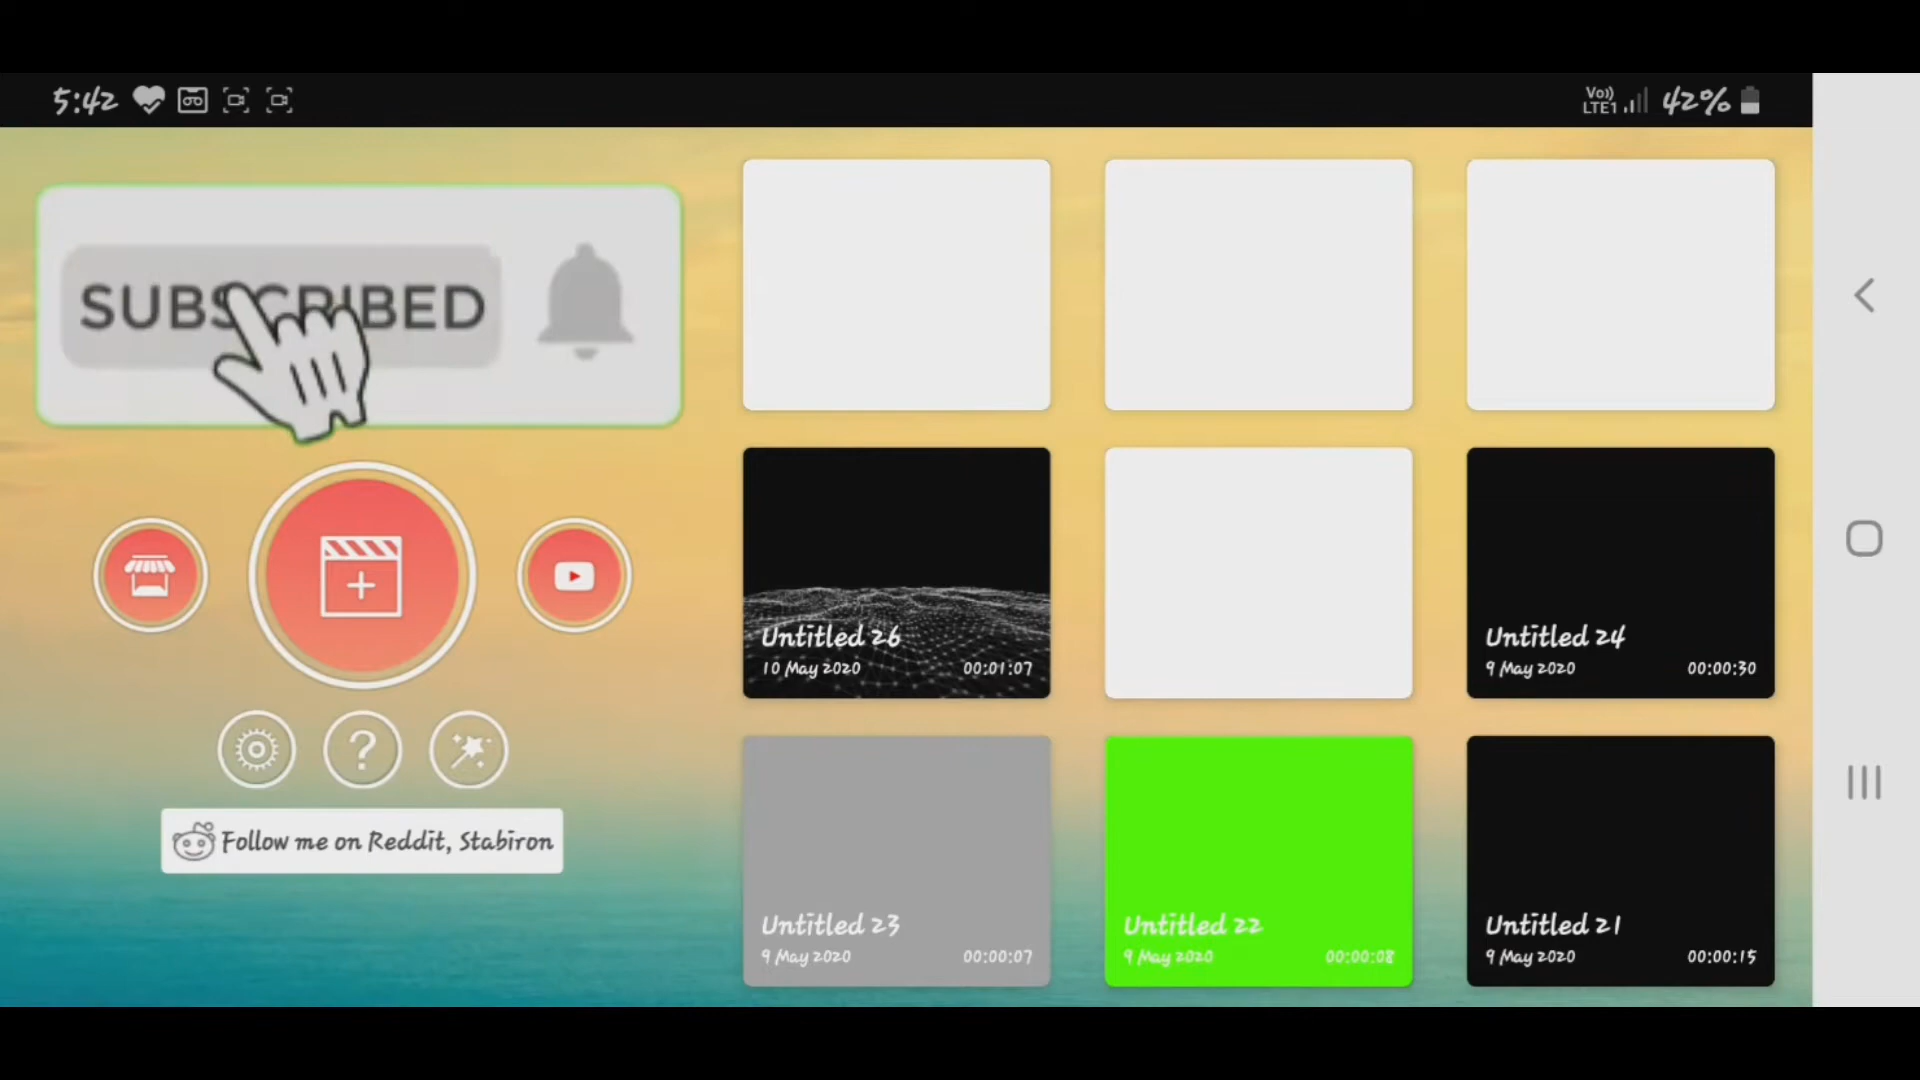 5:42
Vo)) LTE1
42%
SUBSCRIBED
Follow me on Reddit, Stabiron
Untitled 26
10 May 2020 00:01:07
Untitled 24
9 May 2020 00:00:30
Untitled 23
9 May 2020 00:00:07
Untitled 22
9 May 2020 00:00:08
Untitled 21
9 May 2020 00:00:15